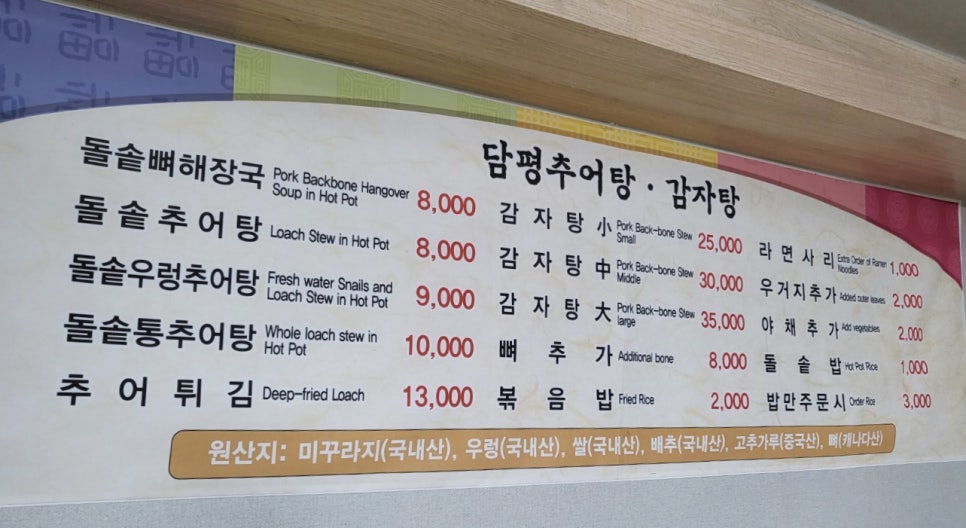 담평추어탕·감자탕
돌솥뼈해장국 Pork Backbone Hangover Soup in Hot Pot 8,000
돌솥추어탕 Loach Stew in Hot Pot 8,000
돌솥우렁추어탕 Fresh water Snails and Loach Stew in Hot Pot 9,000
돌솥통추어탕 Whole loach stew in Hot Pot 10,000
추어튀김 Deep-fried Loach 13,000
감자탕 小 Pork Back-bone Stew Small 25,000
감자탕 中 Pork Back-bone Stew Middle 30,000
감자탕 大 Pork Back-bone Stew large 35,000
뼈추가 Additional bone 8,000
볶음밥 Fried Rice 2,000
라면사리 Extra Order of Ramen Noodles 1,000
우거지추가 Added outer leaves 2,000
야채추가 Add vegetables 2,000
돌솥밥 Hot Pot Rice 1,000
밥만주문시 Order Rice 3,000
원산지: 미꾸라지(국내산), 우렁(국내산), 쌀(국내산), 배추(국내산), 고추가루(중국산), 뼈(캐나다산)